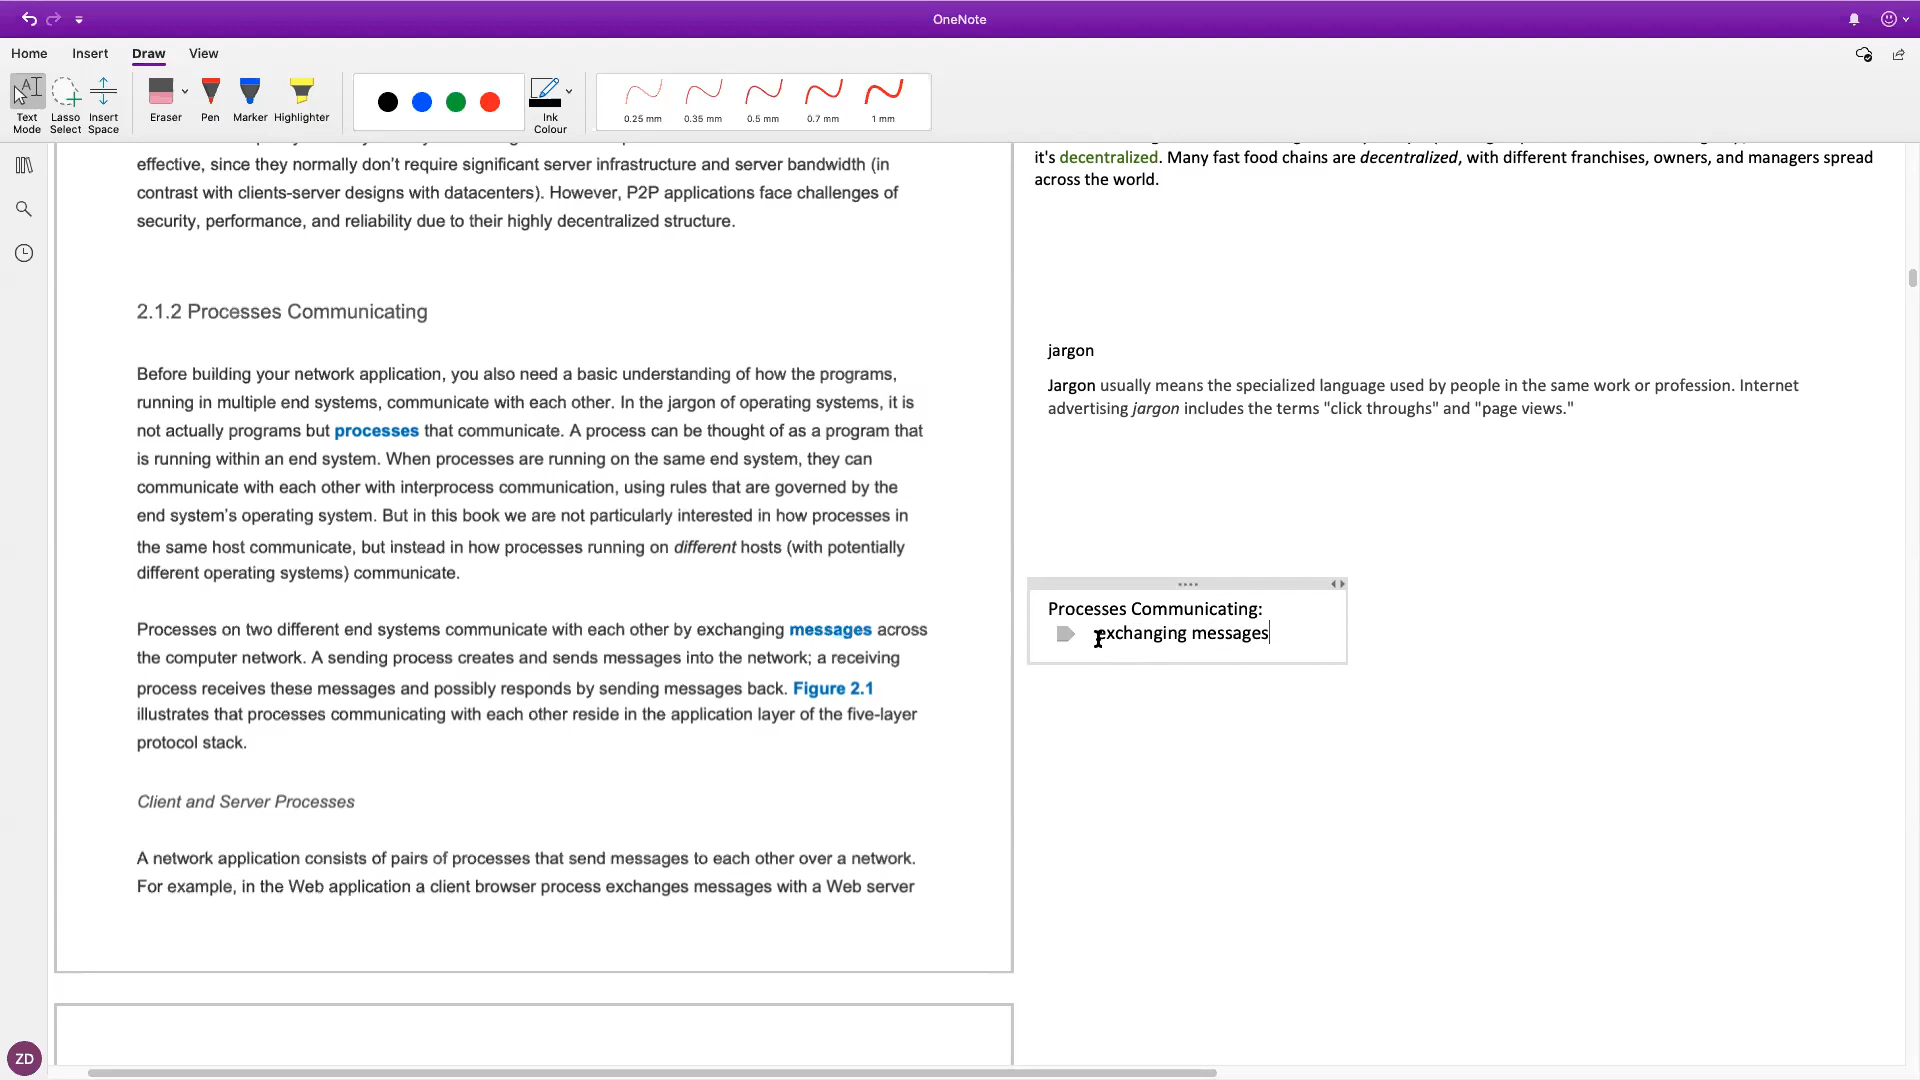 OneNote
Home Insert Draw View
Text Mode
Lasso Select
Insert Space
Eraser
Pen
Marker
Highlighter
Ink Colour
0.25 mm
0.35 mm
0.5 mm
0.7 mm
1 mm
effective, since they normally don't require significant server infrastructure and server bandwidth (in
contrast with clients-server designs with datacenters). However, P2P applications face challenges of
security, performance, and reliability due to their highly decentralized structure.
2.1.2 Processes Communicating
Before building your network application, you also need a basic understanding of how the programs,
running in multiple end systems, communicate with each other. In the jargon of operating systems, it is
not actually programs but processes that communicate. A process can be thought of as a program that
is running within an end system. When processes are running on the same end system, they can
communicate with each other with interprocess communication, using rules that are governed by the
end system's operating system. But in this book we are not particularly interested in how processes in
the same host communicate, but instead in how processes running on different hosts (with potentially
different operating systems) communicate.
Processes on two different end systems communicate with each other by exchanging messages across
the computer network. A sending process creates and sends messages into the network; a receiving
process receives these messages and possibly responds by sending messages back. Figure 2.1
illustrates that processes communicating with each other reside in the application layer of the five-layer
protocol stack.
Client and Server Processes
A network application consists of pairs of processes that send messages to each other over a network.
For example, in the Web application a client browser process exchanges messages with a Web server
it's decentralized. Many fast food chains are decentralized, with different franchises, owners, and managers spread
across the world.
jargon
Jargon usually means the specialized language used by people in the same work or profession. Internet
advertising jargon includes the terms "click throughs" and "page views."
Processes Communicating:
exchanging messages
ZD